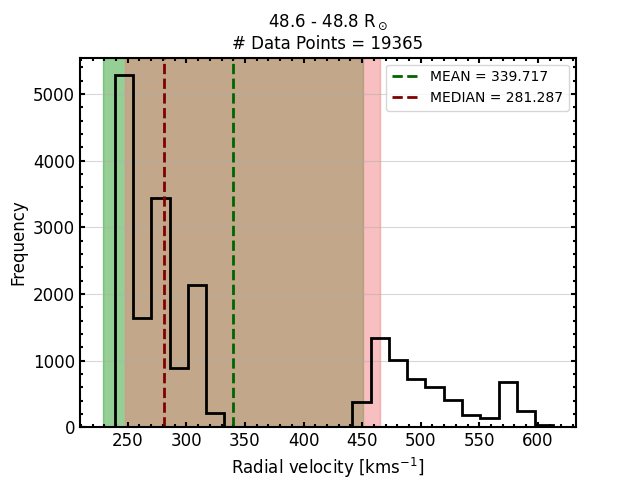 48.6 - 48.8 R⊙
# Data Points = 19365
MEAN = 339.717
MEDIAN = 281.287
Frequency
5000
4000
3000
2000
1000
0
250 300 350 400 450 500 550 600
Radial velocity [kms⁻¹]